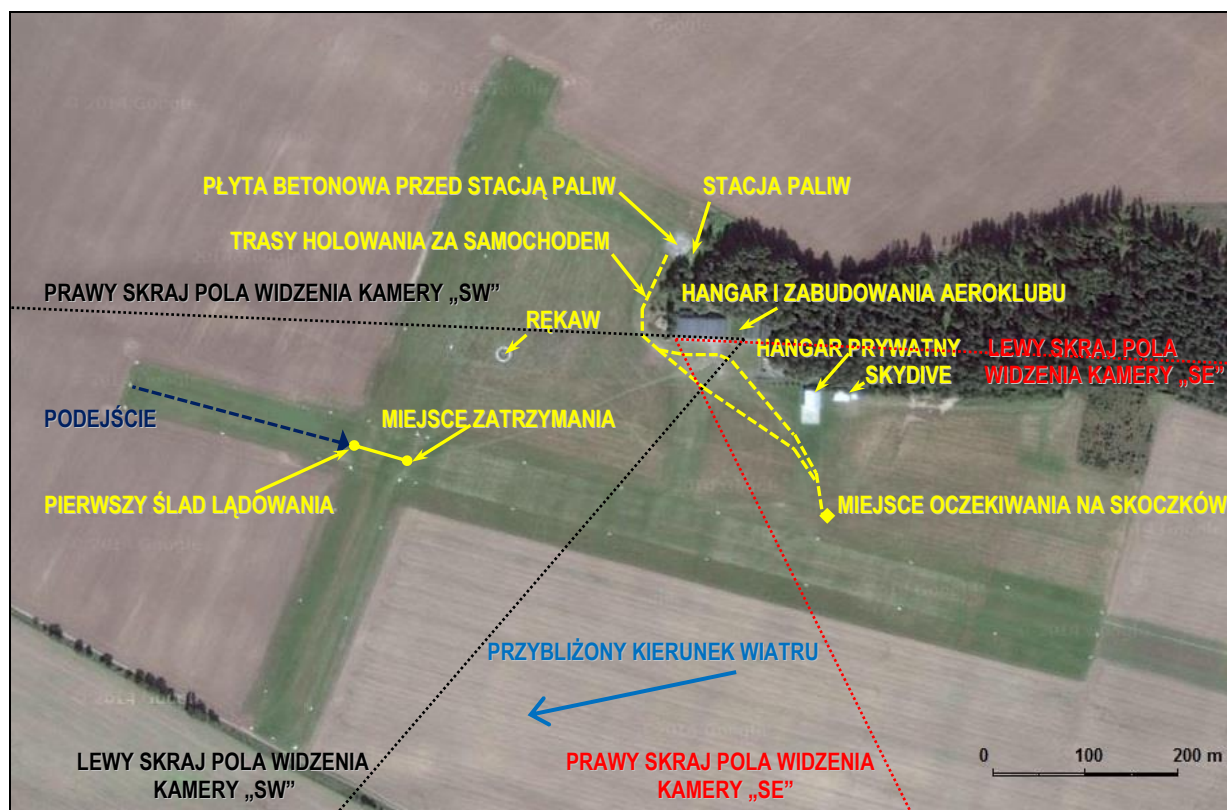 PŁYTA BETONOWA PRZED STACJĄ PALIW
STACJA PALIW
TRASY HOLOWANIA ZA SAMOCHODEM
PRAWY SKRAJ POLA WIDZENIA KAMERY „SW”
HANGAR I ZABUDOWANIA AEROKLUBU
RĘKAW
HANGAR PRYWATNY
LEWY SKRAJ POLA
WIDZENIA KAMERY „SE”
SKYDIVE
PODEJŚCIE
MIEJSCE ZATRZYMANIA
PIERWSZY ŚLAD LĄDOWANIA
MIEJSCE OCZEKIWANIA NA SKOCZKÓW
PRZYBLIŻONY KIERUNEK WIATRU
LEWY SKRAJ POLA WIDZENIA
KAMERY „SW”
PRAWY SKRAJ POLA WIDZENIA
KAMERY „SE”
0 100 200 m
© 2014 Google